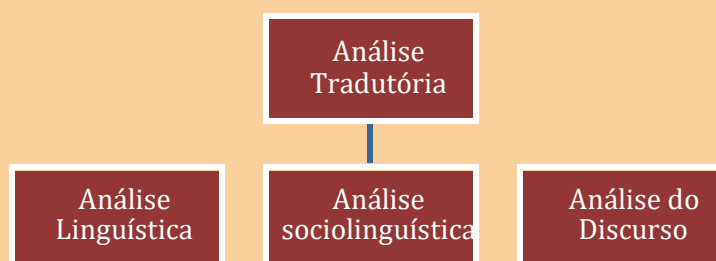 Análise
Tradutória
Análise
Linguística
Análise
sociolinguística
Análise do
Discurso